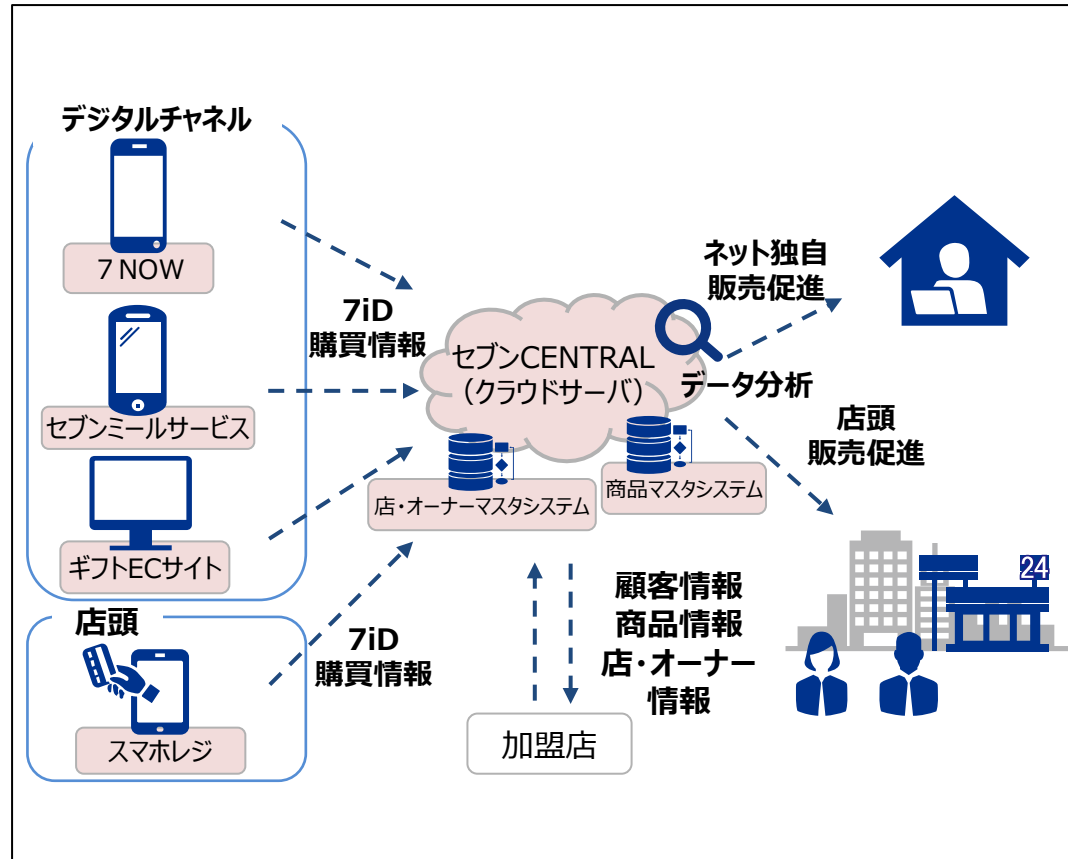 デジタルチャネル
7 NOW
セブンミールサービス
ギフトECサイト
店頭
スマホレジ
7iD
購買情報
7iD
購買情報
セブンCENTRAL
（クラウドサーバ）
店・オーナーマスタシステム
商品マスタシステム
データ分析
ネット独自
販売促進
店頭
販売促進
24
顧客情報
商品情報
店・オーナー
情報
加盟店